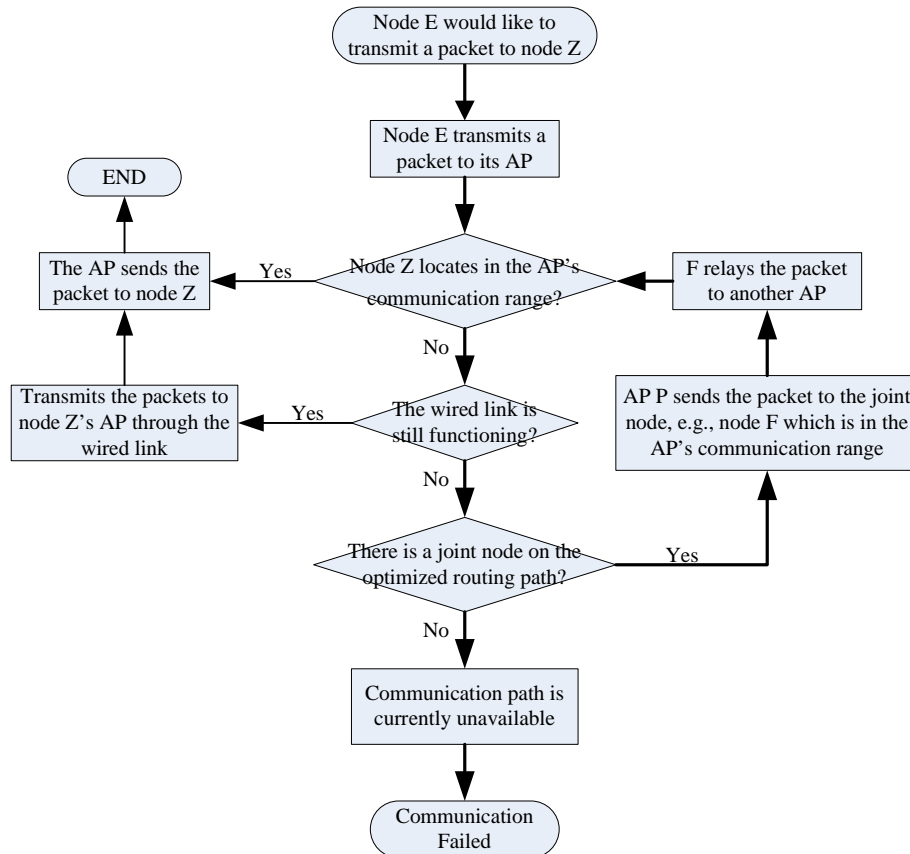 Node E would like to
transmit a packet to node Z
Node E transmits a
packet to its AP
END
Node Z locates in the AP's
communication range?
Yes
The AP sends the
packet to node Z
F relays the packet
to another AP
No
The wired link is
still functioning?
Yes
Transmits the packets to
node Z's AP through the
wired link
AP P sends the packet to the joint
node, e.g., node F which is in the
AP's communication range
No
There is a joint node on the
optimized routing path?
Yes
No
Communication path is
currently unavailable
Communication
Failed